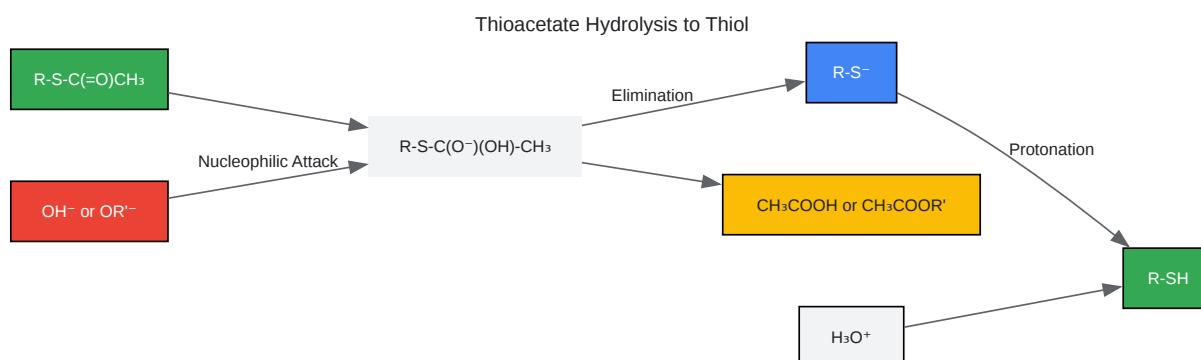 Thioacetate Hydrolysis to Thiol
R-S-C(=O)CH₃
OH⁻ or OR'⁻
Nucleophilic Attack
R-S-C(O⁻)(OH)-CH₃
Elimination
R-S⁻
CH₃COOH or CH₃COOR'
Protonation
H₃O⁺
R-SH